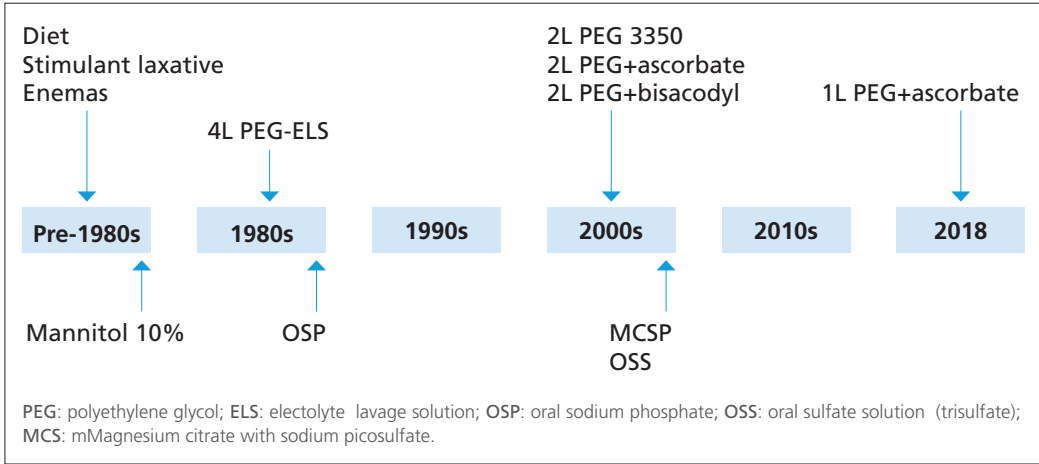 Diet
Stimulant laxative
Enemas
4L PEG-ELS
2L PEG 3350
2L PEG+ascorbate
2L PEG+bisacodyl
1L PEG+ascorbate
Pre-1980s
1980s
1990s
2000s
2010s
2018
Mannitol 10%
OSP
MCSP
OSS
PEG: polyethylene glycol; ELS: electolyte lavage solution; OSP: oral sodium phosphate; OSS: oral sulfate solution (trisulfate);
MCS: mMagnesium citrate with sodium picosulfate.